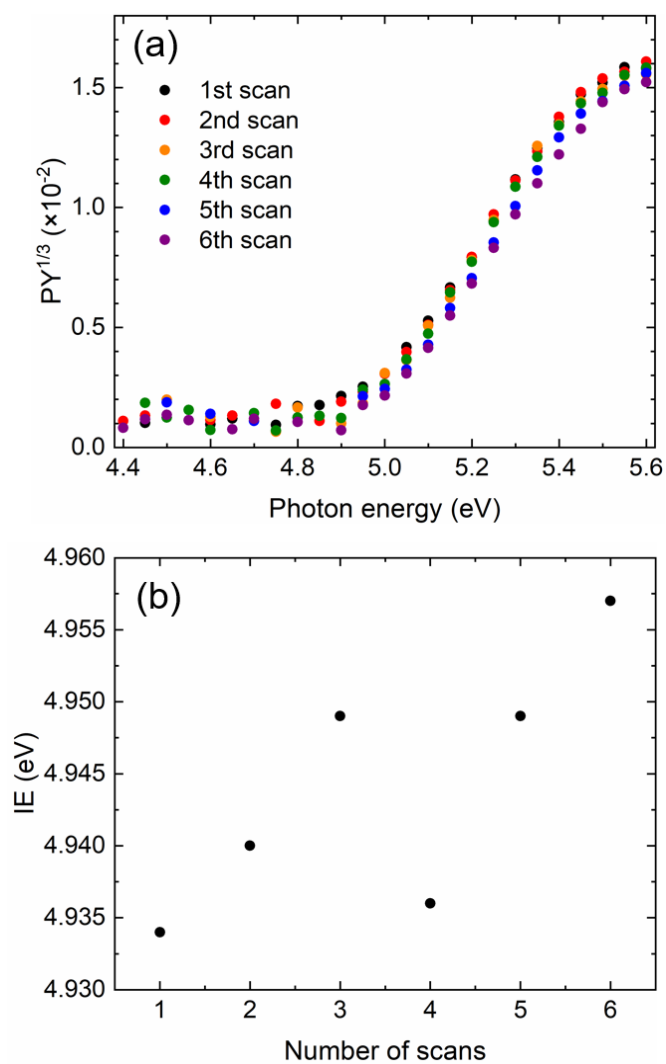 (a)
1st scan
2nd scan
3rd scan
4th scan
5th scan
6th scan
PY^{1/3} (×10^{-2})
1.5
1.0
0.5
0.0
4.4 4.6 4.8 5.0 5.2 5.4 5.6
Photon energy (eV)
(b)
IE (eV)
4.960
4.955
4.950
4.945
4.940
4.935
4.930
1 2 3 4 5 6
Number of scans